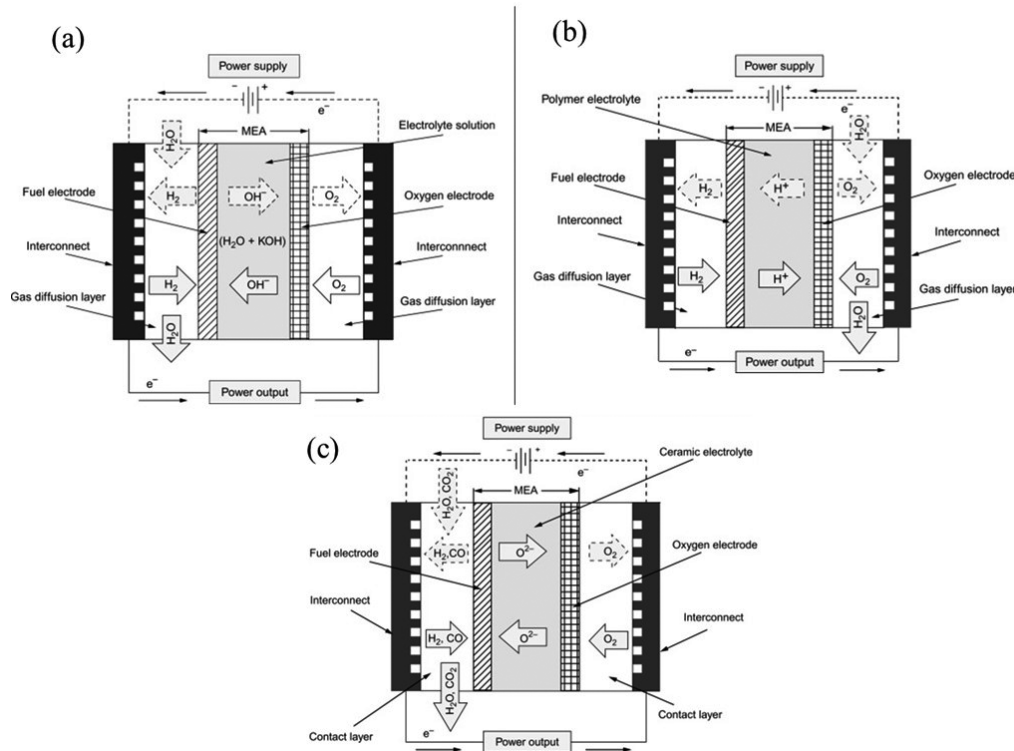 (a)
Power supply
− +
e⁻
MEA
Electrolyte solution
H₂O
Fuel electrode
H₂
OH⁻
O₂
Oxygen electrode
(H₂O + KOH)
Interconnect
Interconnnect
H₂
OH⁻
O₂
Gas diffusion layer
Gas diffusion layer
H₂O
e⁻
Power output
(b)
Power supply
− +
e⁻
Polymer electrolyte
MEA
H₂O
Fuel electrode
H₂
H⁺
O₂
Oxygen electrode
Interconnect
Interconnect
H₂
H⁺
O₂
Gas diffusion layer
Gas diffusion layer
H₂O
e⁻
Power output
(c)
Power supply
− +
e⁻
Ceramic electrolyte
MEA
H₂O, CO₂
Fuel electrode
H₂,CO
O²⁻
O₂
Oxygen electrode
Interconnect
Interconnect
H₂, CO
O²⁻
O₂
H₂O, CO₂
Contact layer
Contact layer
e⁻
Power output